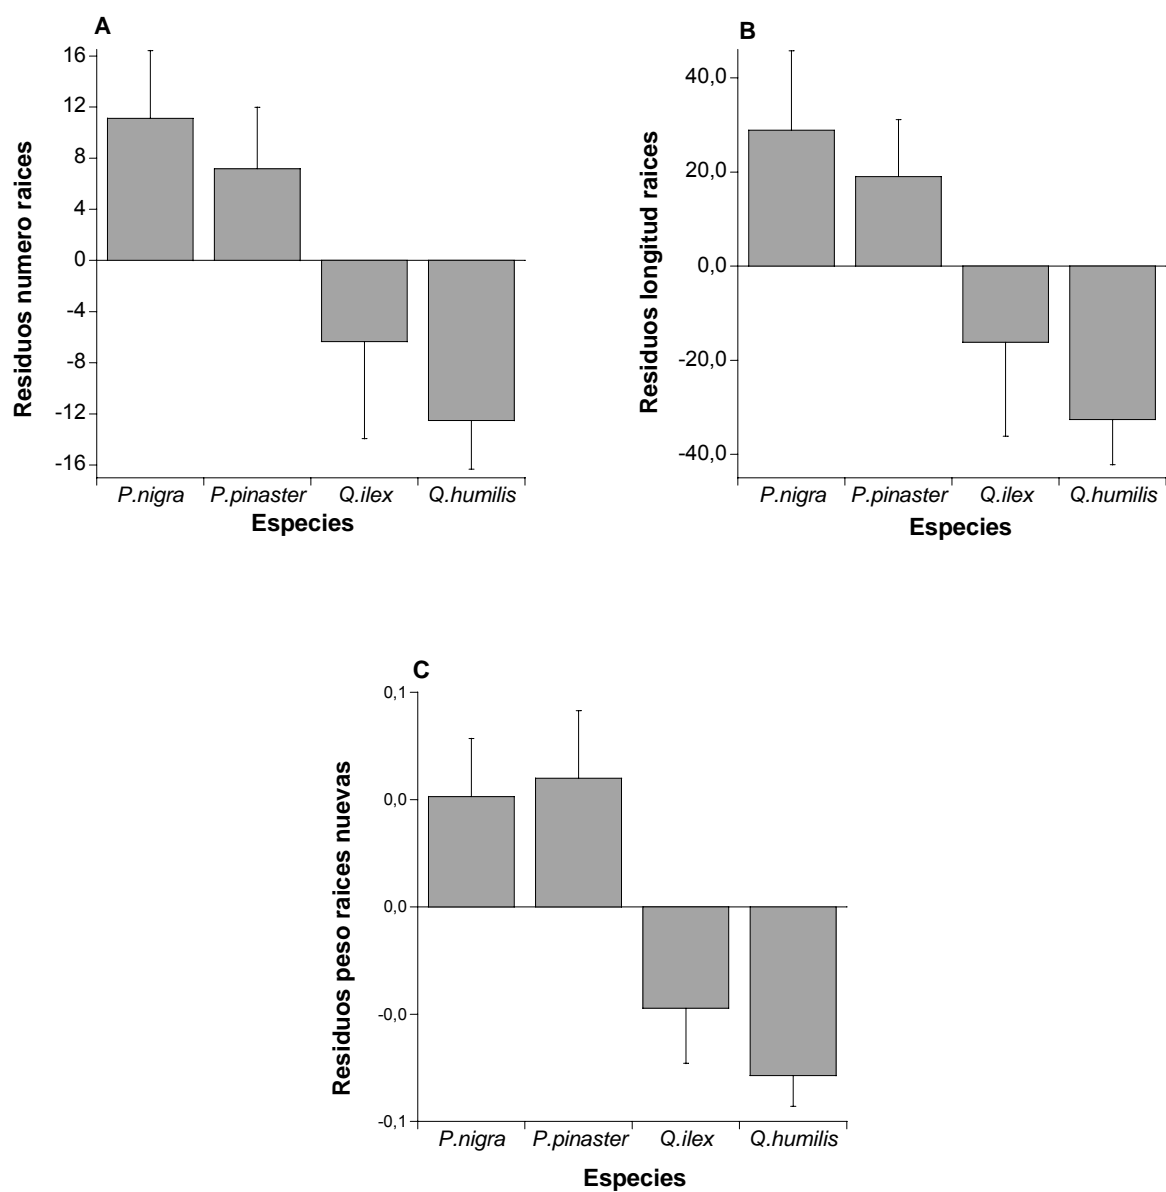 A
Residuos numero raices
16
12
8
4
0
-4
-8
-12
-16
P.nigra P.pinaster Q.ilex Q.humilis
Especies
B
Residuos longitud raices
40,0
20,0
0,0
-20,0
-40,0
P.nigra P.pinaster Q.ilex Q.humilis
Especies
C
Residuos peso raices nuevas
0,1
0,0
0,0
-0,0
-0,1
P.nigra P.pinaster Q.ilex Q.humilis
Especies